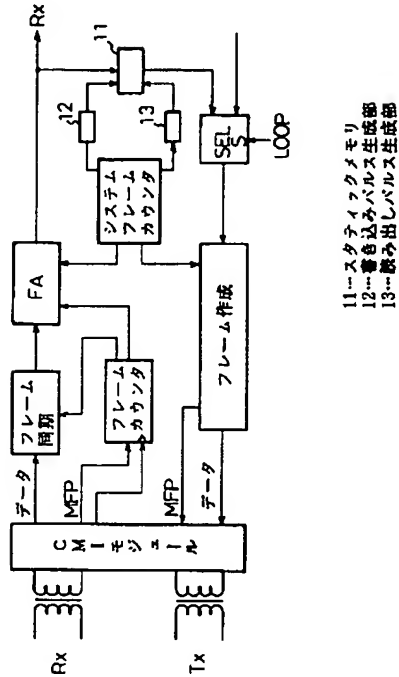 Rx
11
12
13
システム
フレーム
カウンタ
SEL
S
LOOP
FA
フレーム
同期
フレーム
カウンタ
フレーム作成
データ
MFP
MFP
データ
CMIモジュール
Rx
Tx
11…スタティックメモリ
12…書き込みパルス生成部
13…読み出しパルス生成部